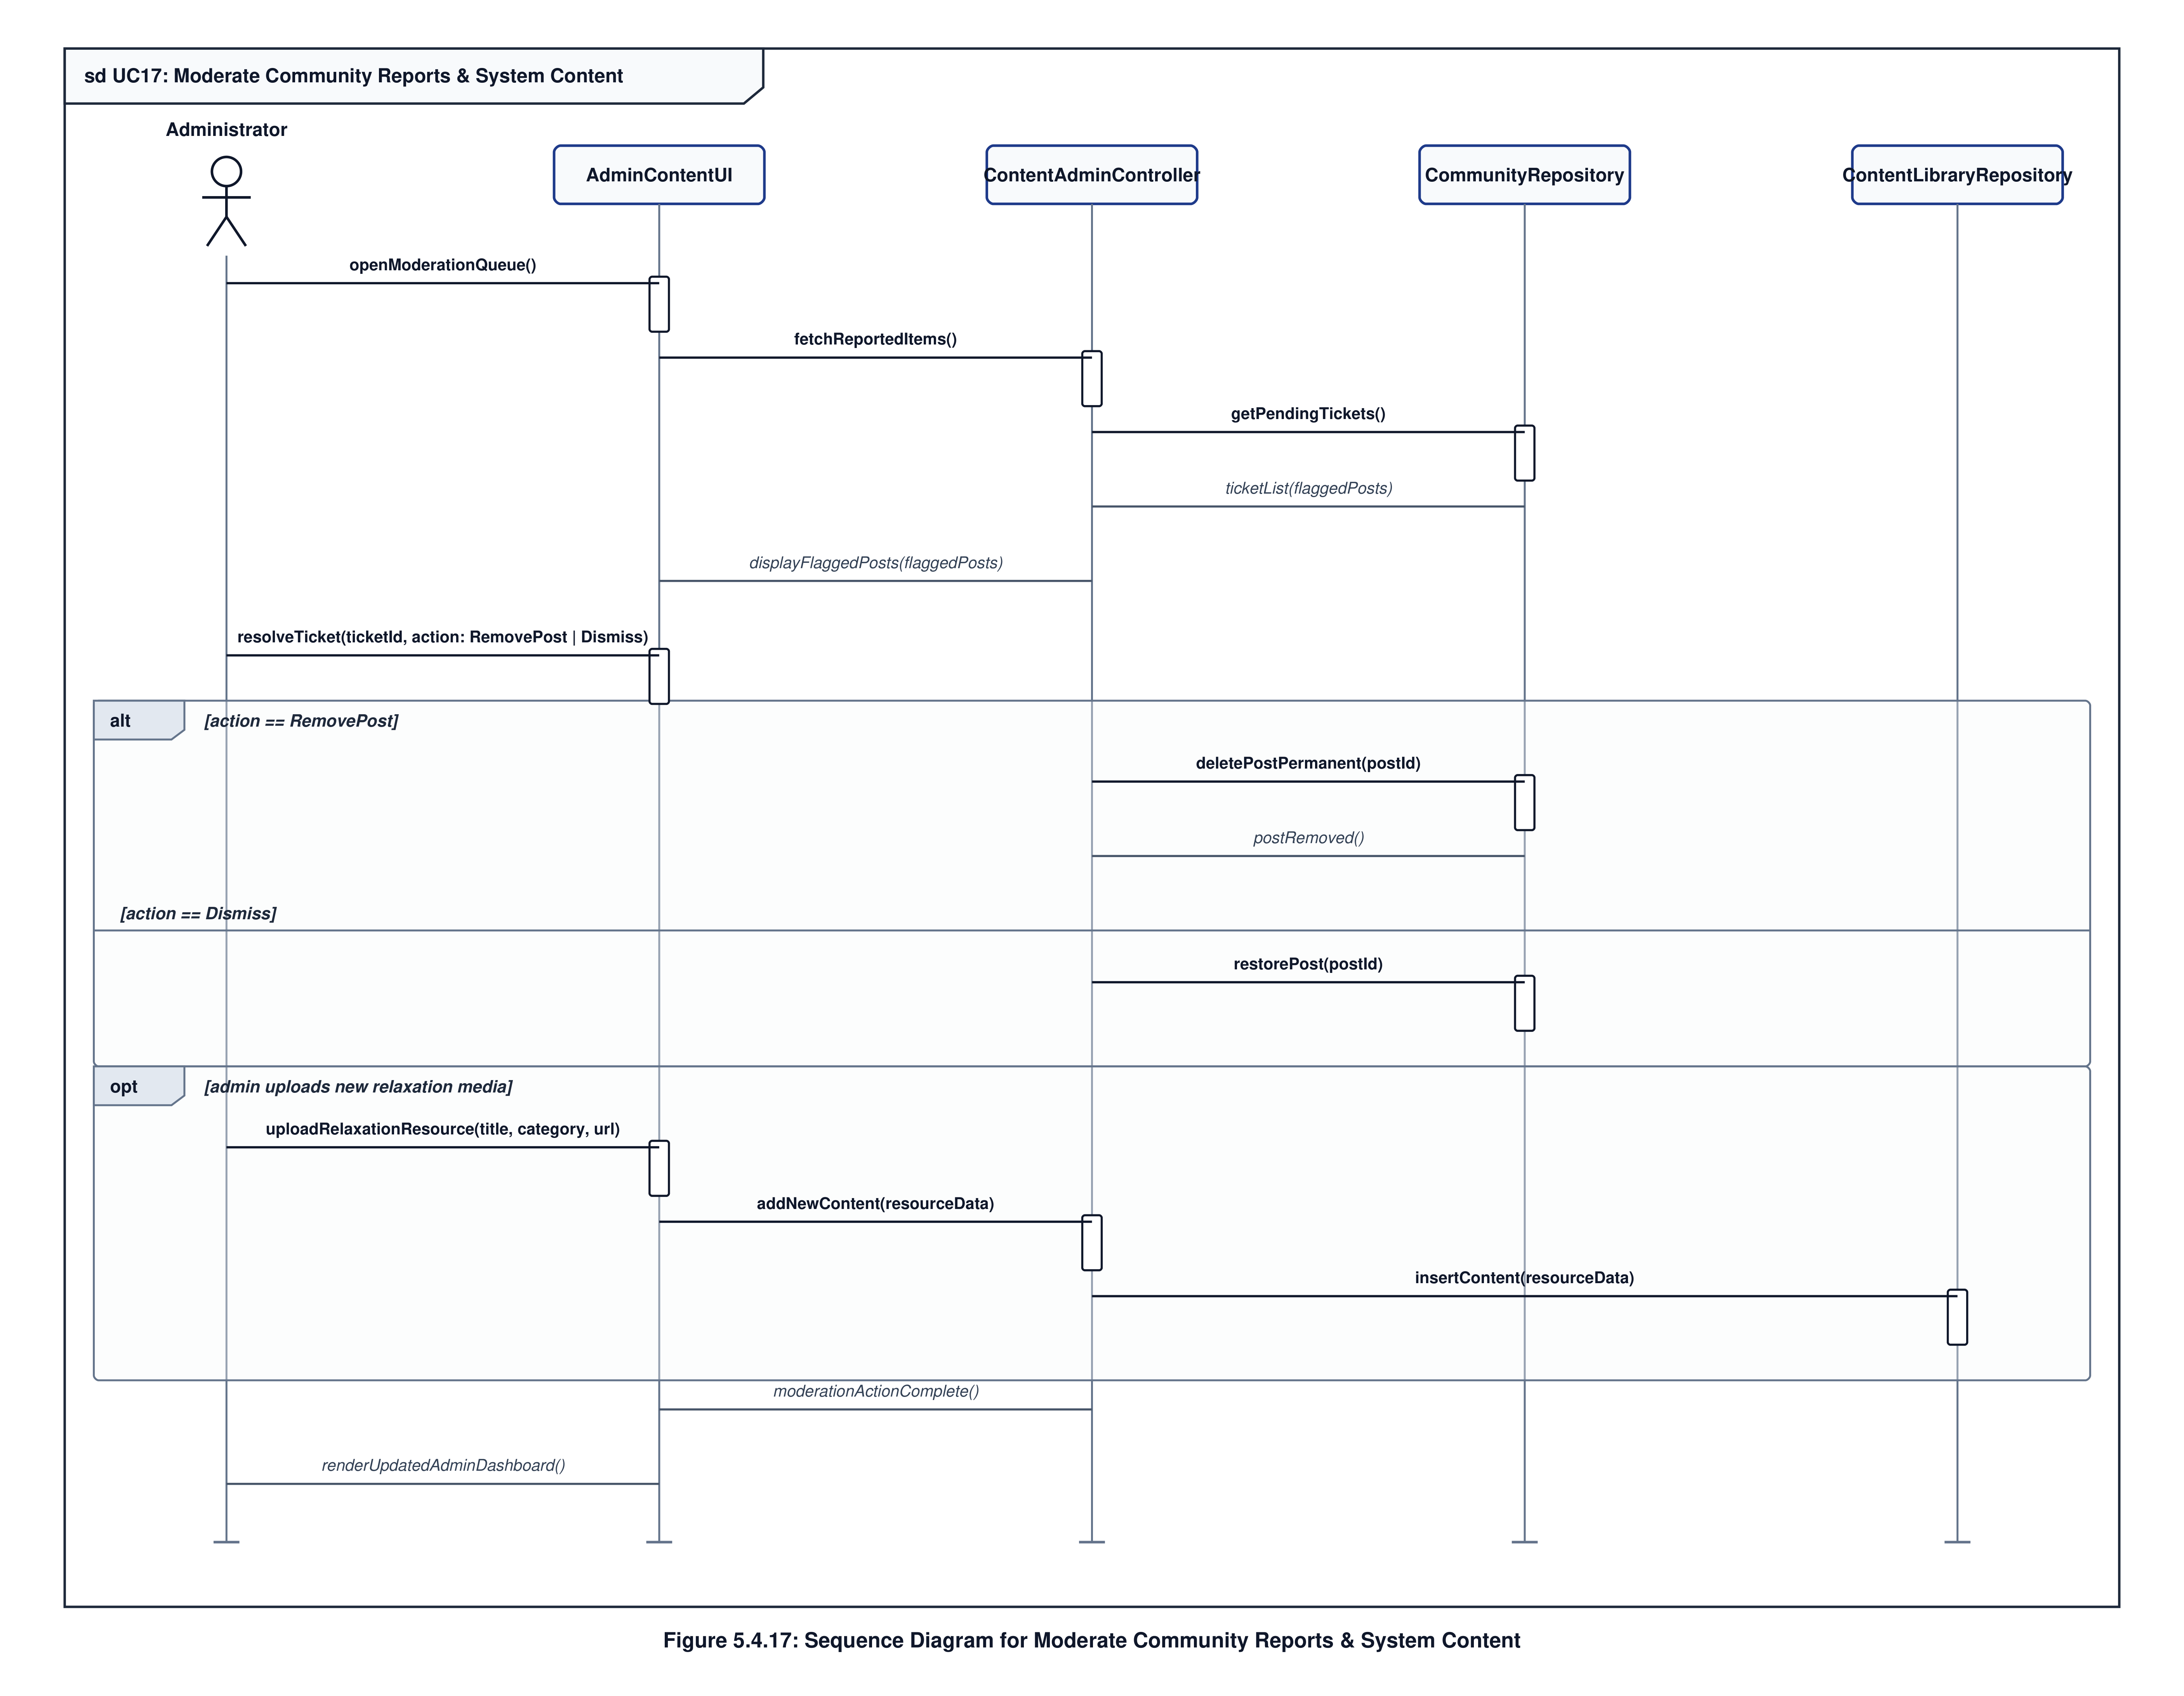 sd UC17: Moderate Community Reports & System Content
Administrator
AdminContentUI
ContentAdminController
CommunityRepository
ContentLibraryRepository
openModerationQueue()
fetchReportedItems()
getPendingTickets()
ticketList(flaggedPosts)
displayFlaggedPosts(flaggedPosts)
resolveTicket(ticketId, action: RemovePost | Dismiss)
alt
[action == RemovePost]
deletePostPermanent(postId)
postRemoved()
[action == Dismiss]
restorePost(postId)
opt
[admin uploads new relaxation media]
uploadRelaxationResource(title, category, url)
addNewContent(resourceData)
insertContent(resourceData)
moderationActionComplete()
renderUpdatedAdminDashboard()
Figure 5.4.17: Sequence Diagram for Moderate Community Reports & System Content